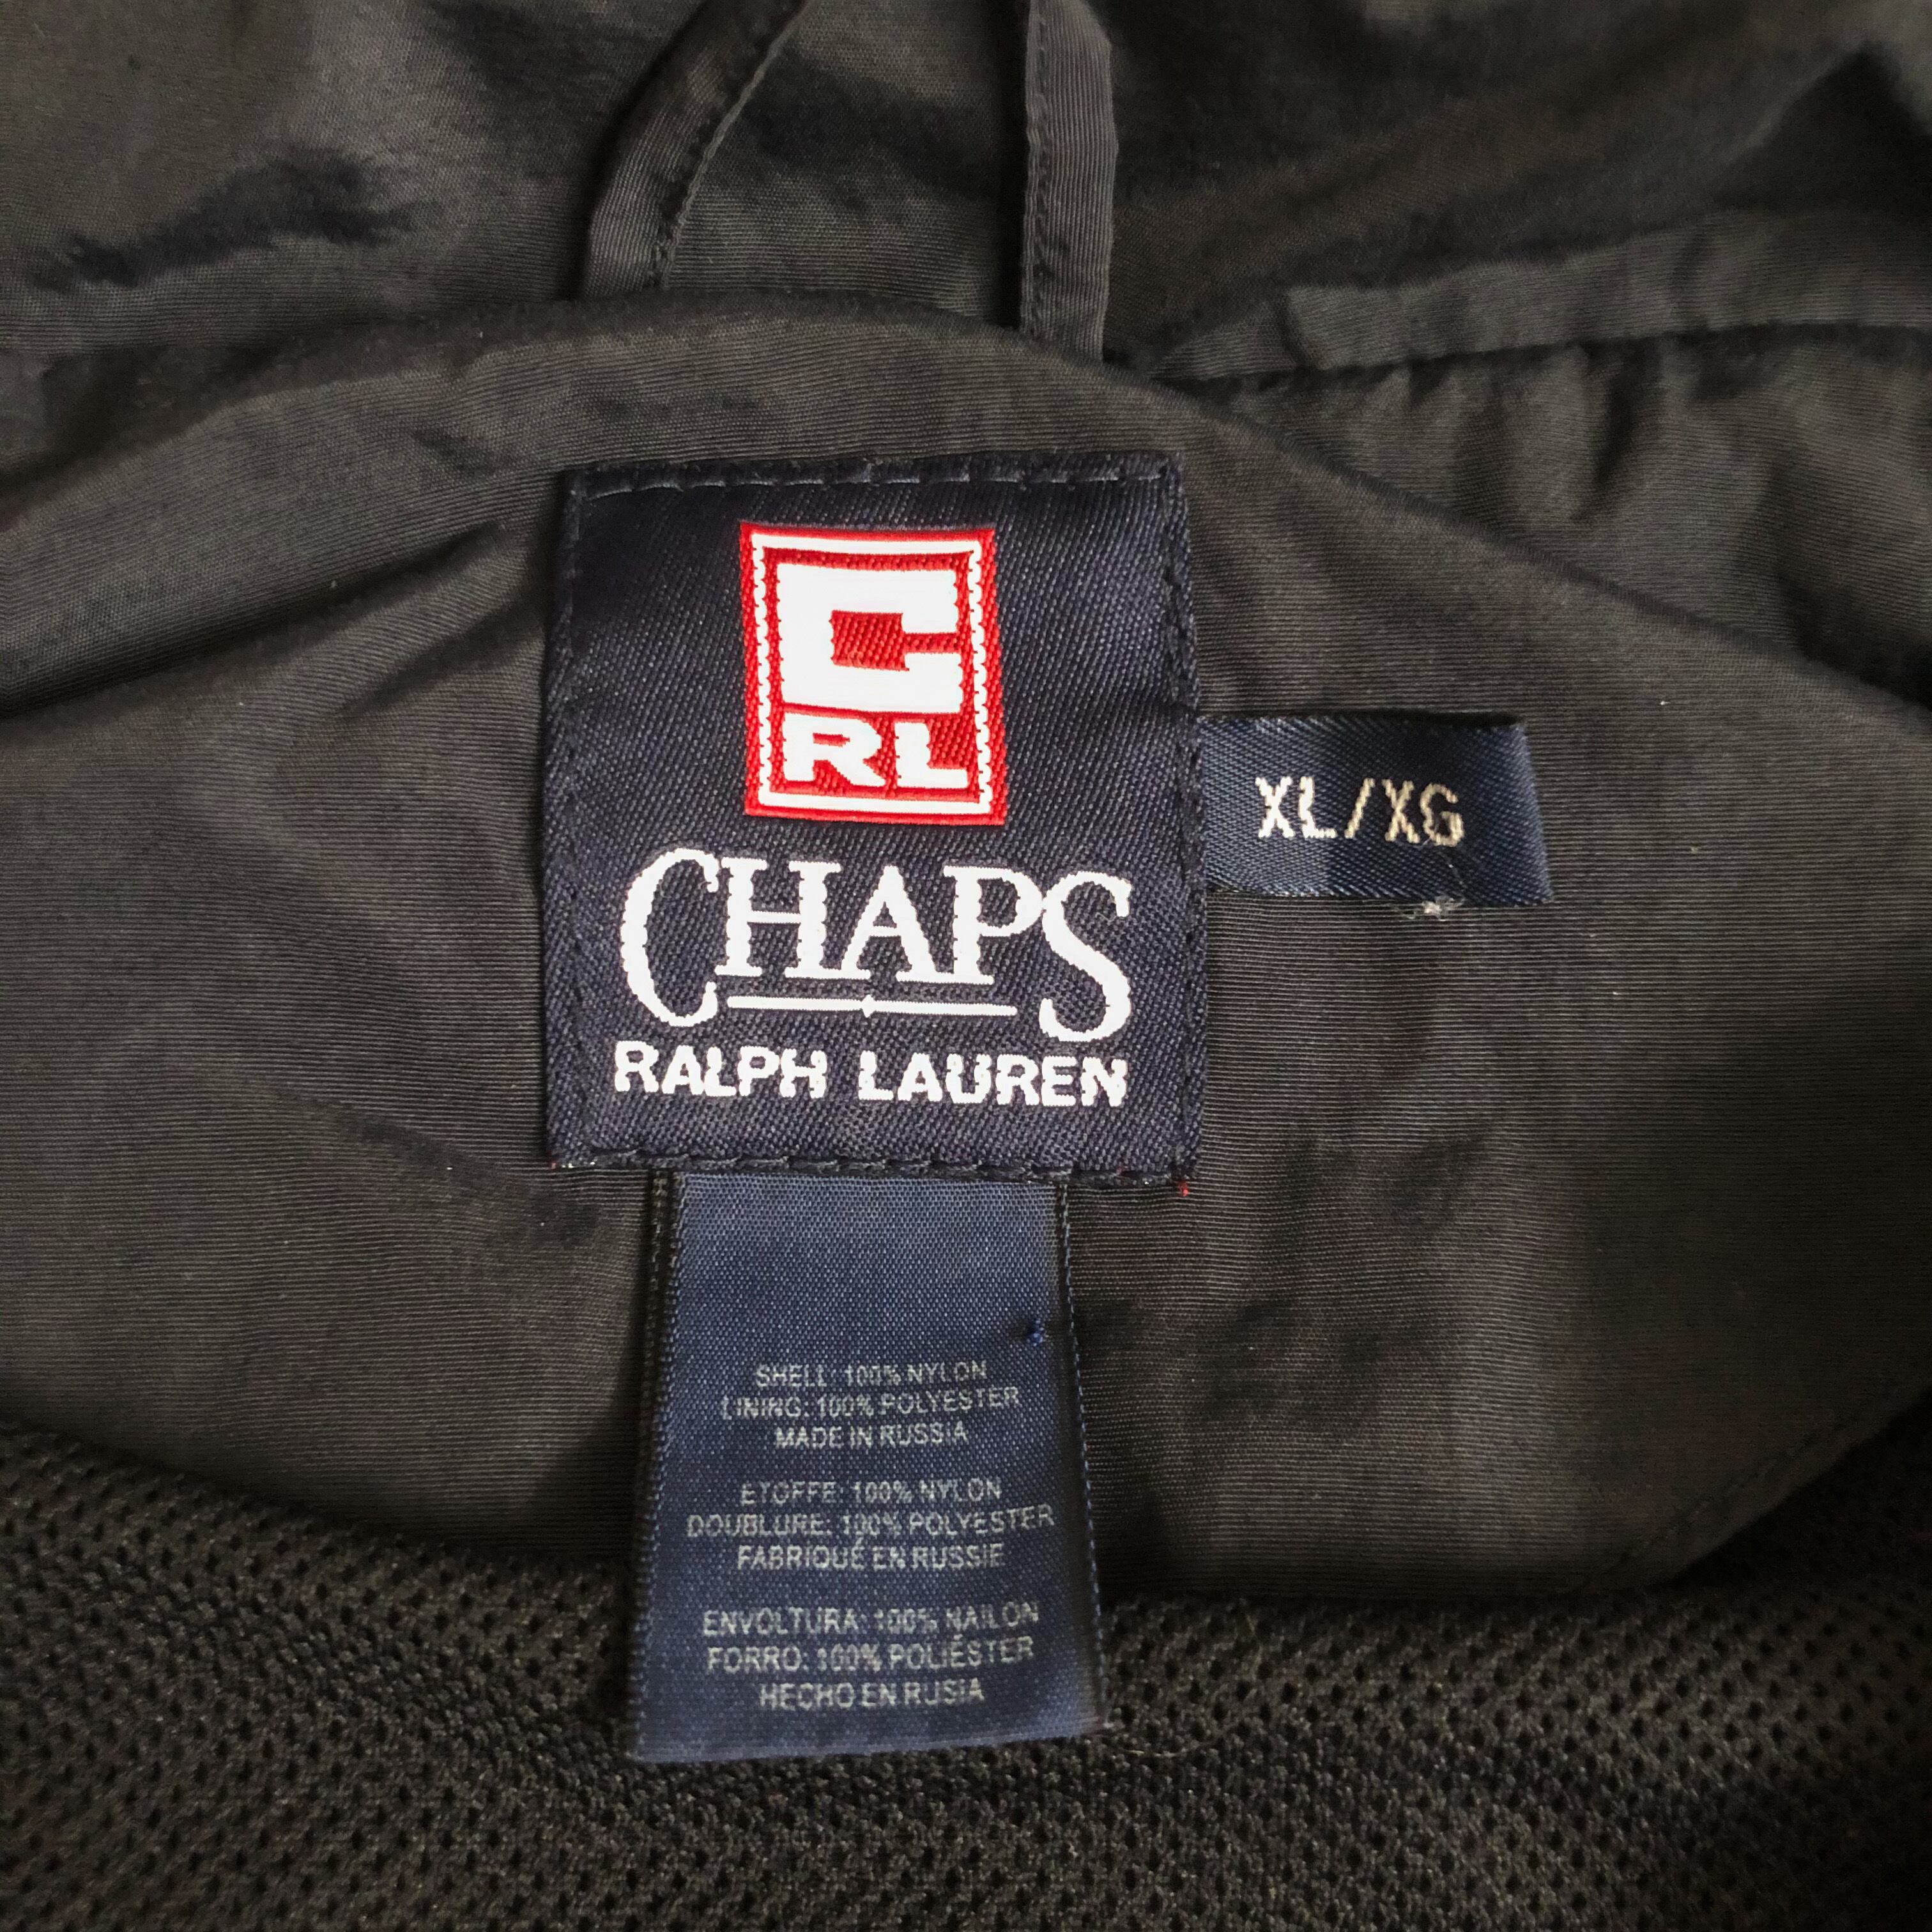 C
RL
CHAPS
RALPH LAUREN
XL/XG
SHELL: 100% NYLON
LINING: 100% POLYESTER
MADE IN RUSSIA
ETOFFE: 100% NYLON
DOUBLURE: 100% POLYESTER
FABRIQUÉ EN RUSSIE
ENVOLTURA: 100% NAILON
FORRO: 100% POLIÉSTER
HECHO EN RUSIA